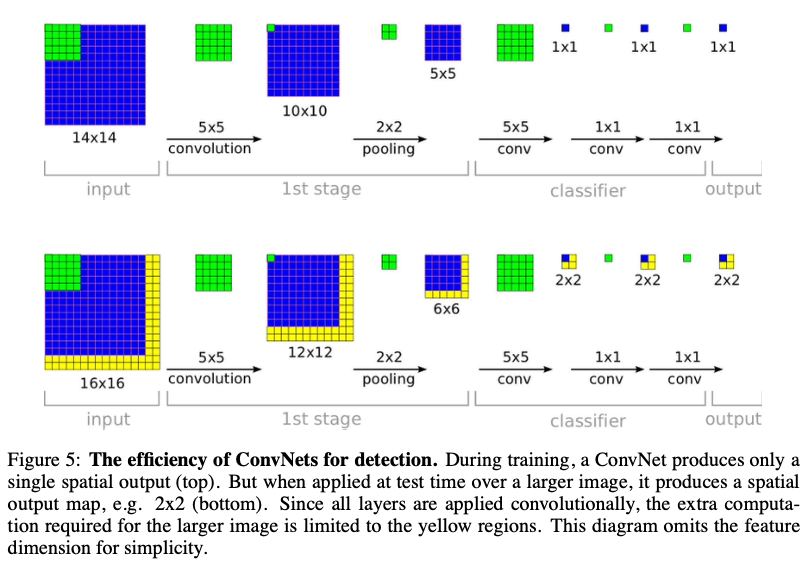 1x1 1x1 1x1
5x5
10x10
14x14
5x5 2x2 5x5 1x1 1x1
convolution pooling conv conv conv
input 1st stage classifier output
2x2 2x2 2x2
6x6
12x12
16x16
5x5 2x2 5x5 1x1 1x1
convolution pooling conv conv conv
input 1st stage classifier output
Figure 5: The efficiency of ConvNets for detection. During training, a ConvNet produces only a
single spatial output (top). But when applied at test time over a larger image, it produces a spatial
output map, e.g. 2x2 (bottom). Since all layers are applied convolutionally, the extra computa-
tion required for the larger image is limited to the yellow regions. This diagram omits the feature
dimension for simplicity.